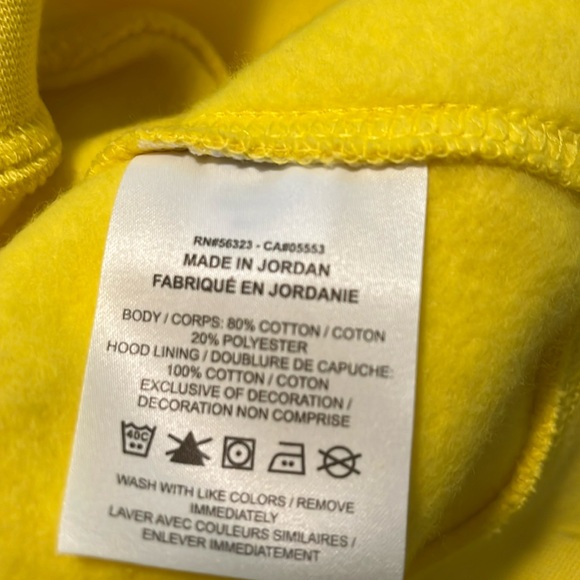 RN#56323 - CA#05553
MADE IN JORDAN
FABRIQUÉ EN JORDANIE
BODY / CORPS: 80% COTTON / COTON
20% POLYESTER
HOOD LINING / DOUBLURE DE CAPUCHE:
100% COTTON / COTON
EXCLUSIVE OF DECORATION /
DECORATION NON COMPRISE
40C
WASH WITH LIKE COLORS / REMOVE
IMMEDIATELY
LAVER AVEC COULEURS SIMILAIRES /
ENLEVER IMMEDIATEMENT